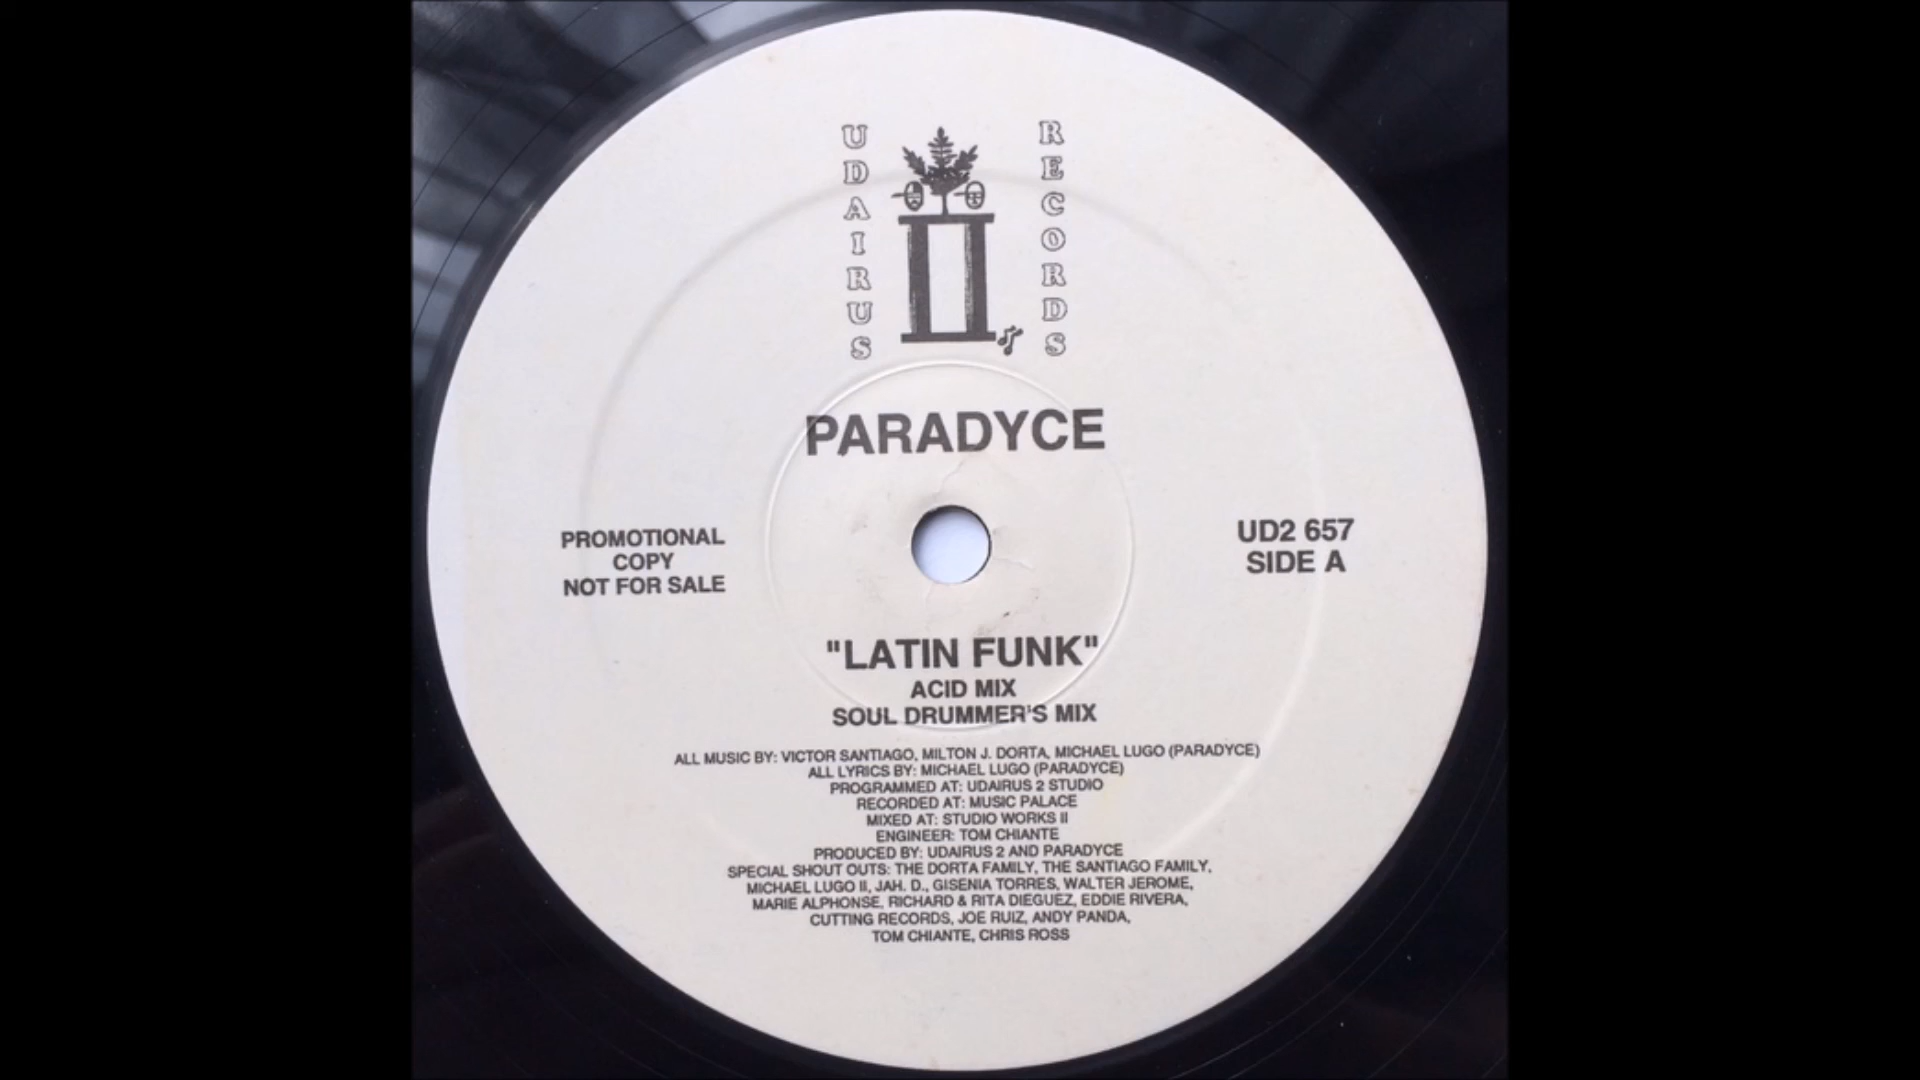 UDAIRUS
RECORDS
PARADYCE
PROMOTIONAL
COPY
NOT FOR SALE
UD2 657
SIDE A
"LATIN FUNK"
ACID MIX
SOUL DRUMMER'S MIX
ALL MUSIC BY: VICTOR SANTIAGO, MILTON J. DORTA, MICHAEL LUGO (PARADYCE)
ALL LYRICS BY: MICHAEL LUGO (PARADYCE)
PROGRAMMED AT: UDAIRUS 2 STUDIO
RECORDED AT: MUSIC PALACE
MIXED AT: STUDIO WORKS II
ENGINEER: TOM CHIANTE
PRODUCED BY: UDAIRUS 2 AND PARADYCE
SPECIAL SHOUT OUTS: THE DORTA FAMILY, THE SANTIAGO FAMILY,
MICHAEL LUGO II, JAH. D., GISENIA TORRES, WALTER JEROME,
MARIE ALPHONSE, RICHARD & RITA DIEGUEZ, EDDIE RIVERA,
CUTTING RECORDS, JOE RUIZ, ANDY PANDA,
TOM CHIANTE, CHRIS ROSS